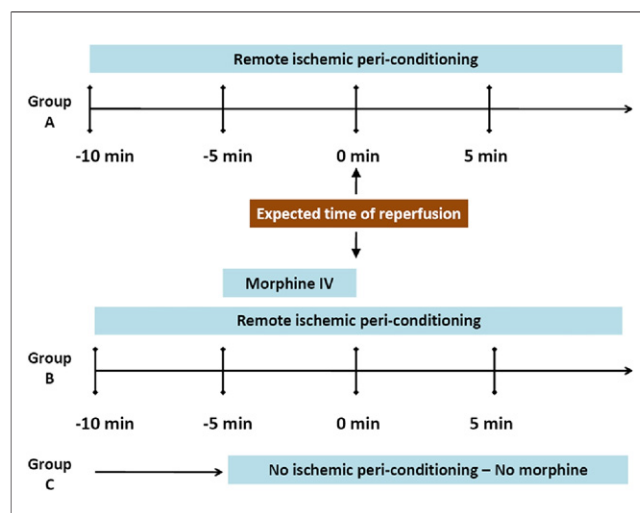 Remote ischemic peri-conditioning
Group
A
-10 min -5 min 0 min 5 min
Expected time of reperfusion
Morphine IV
Remote ischemic peri-conditioning
Group
B
-10 min -5 min 0 min 5 min
Group
C
No ischemic peri-conditioning – No morphine